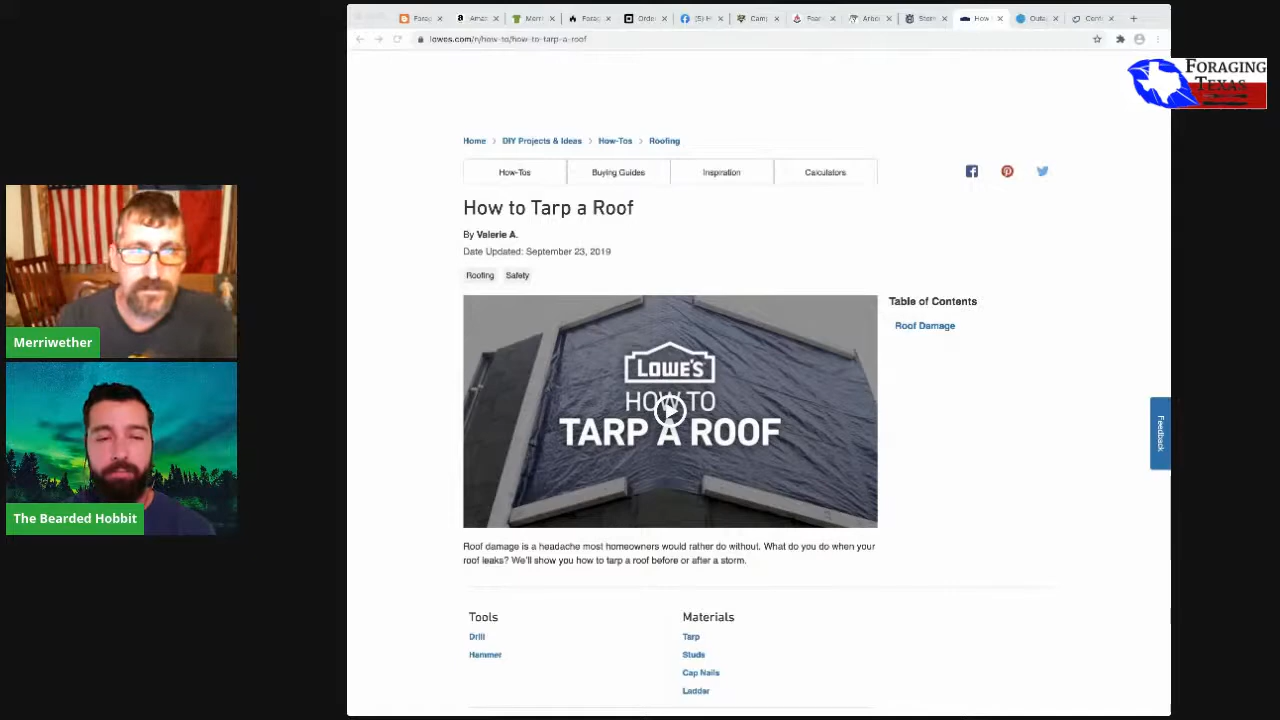 Amaz
Order
lowes.com/n/how-to/how-to-tarp-a-roof
FORAGING
TEXAS
Home > DIY Projects & Ideas > How-Tos > Roofing
How-Tos
Buying Guides
Inspiration
Calculators
How to Tarp a Roof
By Valerie A.
Date Updated: September 23, 2019
Roofing
Safety
Table of Contents
Roof Damage
LOWE'S
HOW TO
TARP A ROOF
Feedback
Merriwether
The Bearded Hobbit
Roof damage is a headache most homeowners would rather do without. What do you do when your
roof leaks? We'll show you how to tarp a roof before or after a storm.
Tools
Drill
Hammer
Materials
Tarp
Studs
Cap Nails
Ladder